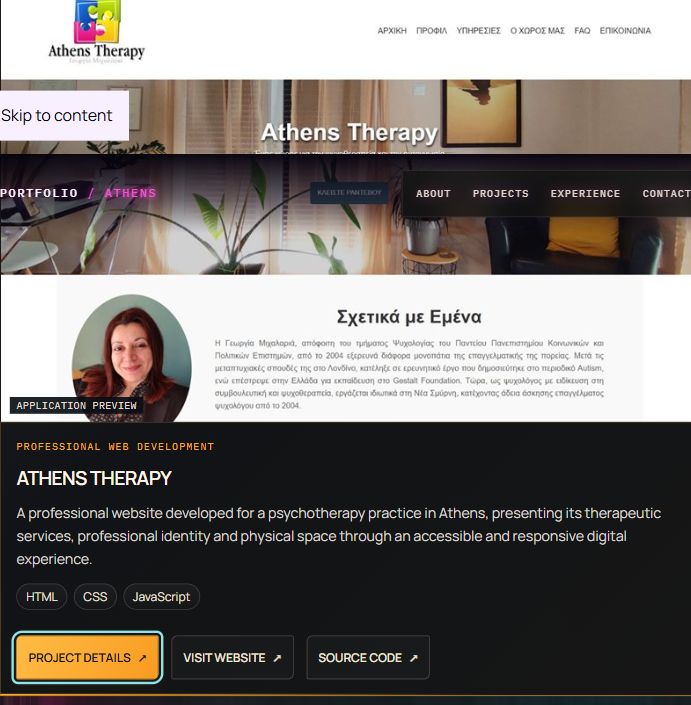 Athens Therapy
Γεωργία Μιχαλαριά
ΑΡΧΙΚΗ ΠΡΟΦΙΛ ΥΠΗΡΕΣΙΕΣ Ο ΧΩΡΟΣ ΜΑΣ FAQ ΕΠΙΚΟΙΝΩΝΙΑ
Skip to content
Athens Therapy
PORTFOLIO / ATHENS
ΚΛΕΙΣΤΕ ΡΑΝΤΕΒΟΥ
ABOUT PROJECTS EXPERIENCE CONTACT
Σχετικά με Εμένα
Η Γεωργία Μιχαλαριά, απόφοιτη του τμήματος Ψυχολογίας του Παντείου Πανεπιστημίου Κοινωνικών και
Πολιτικών Επιστημών, από το 2004 εξερευνά διάφορα μονοπάτια της επαγγελματικής της πορείας. Μετά τις
μεταπτυχιακές σπουδές της στο Λονδίνο, κατέληξε σε ερευνητικό έργο που δημοσιεύτηκε στο περιοδικό Autism,
ενώ επέστρεψε στην Ελλάδα για εκπαίδευση στο Gestalt Foundation. Τώρα, ως ψυχολόγος με ειδίκευση στη
συμβουλευτική και ψυχοθεραπεία, εργάζεται ιδιωτικά στη Νέα Σμύρνη, κατέχοντας άδεια άσκησης επαγγέλματος
ψυχολόγου από το 2004.
APPLICATION PREVIEW
PROFESSIONAL WEB DEVELOPMENT
ATHENS THERAPY
A professional website developed for a psychotherapy practice in Athens, presenting its therapeutic
services, professional identity and physical space through an accessible and responsive digital
experience.
HTML CSS JavaScript
PROJECT DETAILS ↗ VISIT WEBSITE ↗ SOURCE CODE ↗